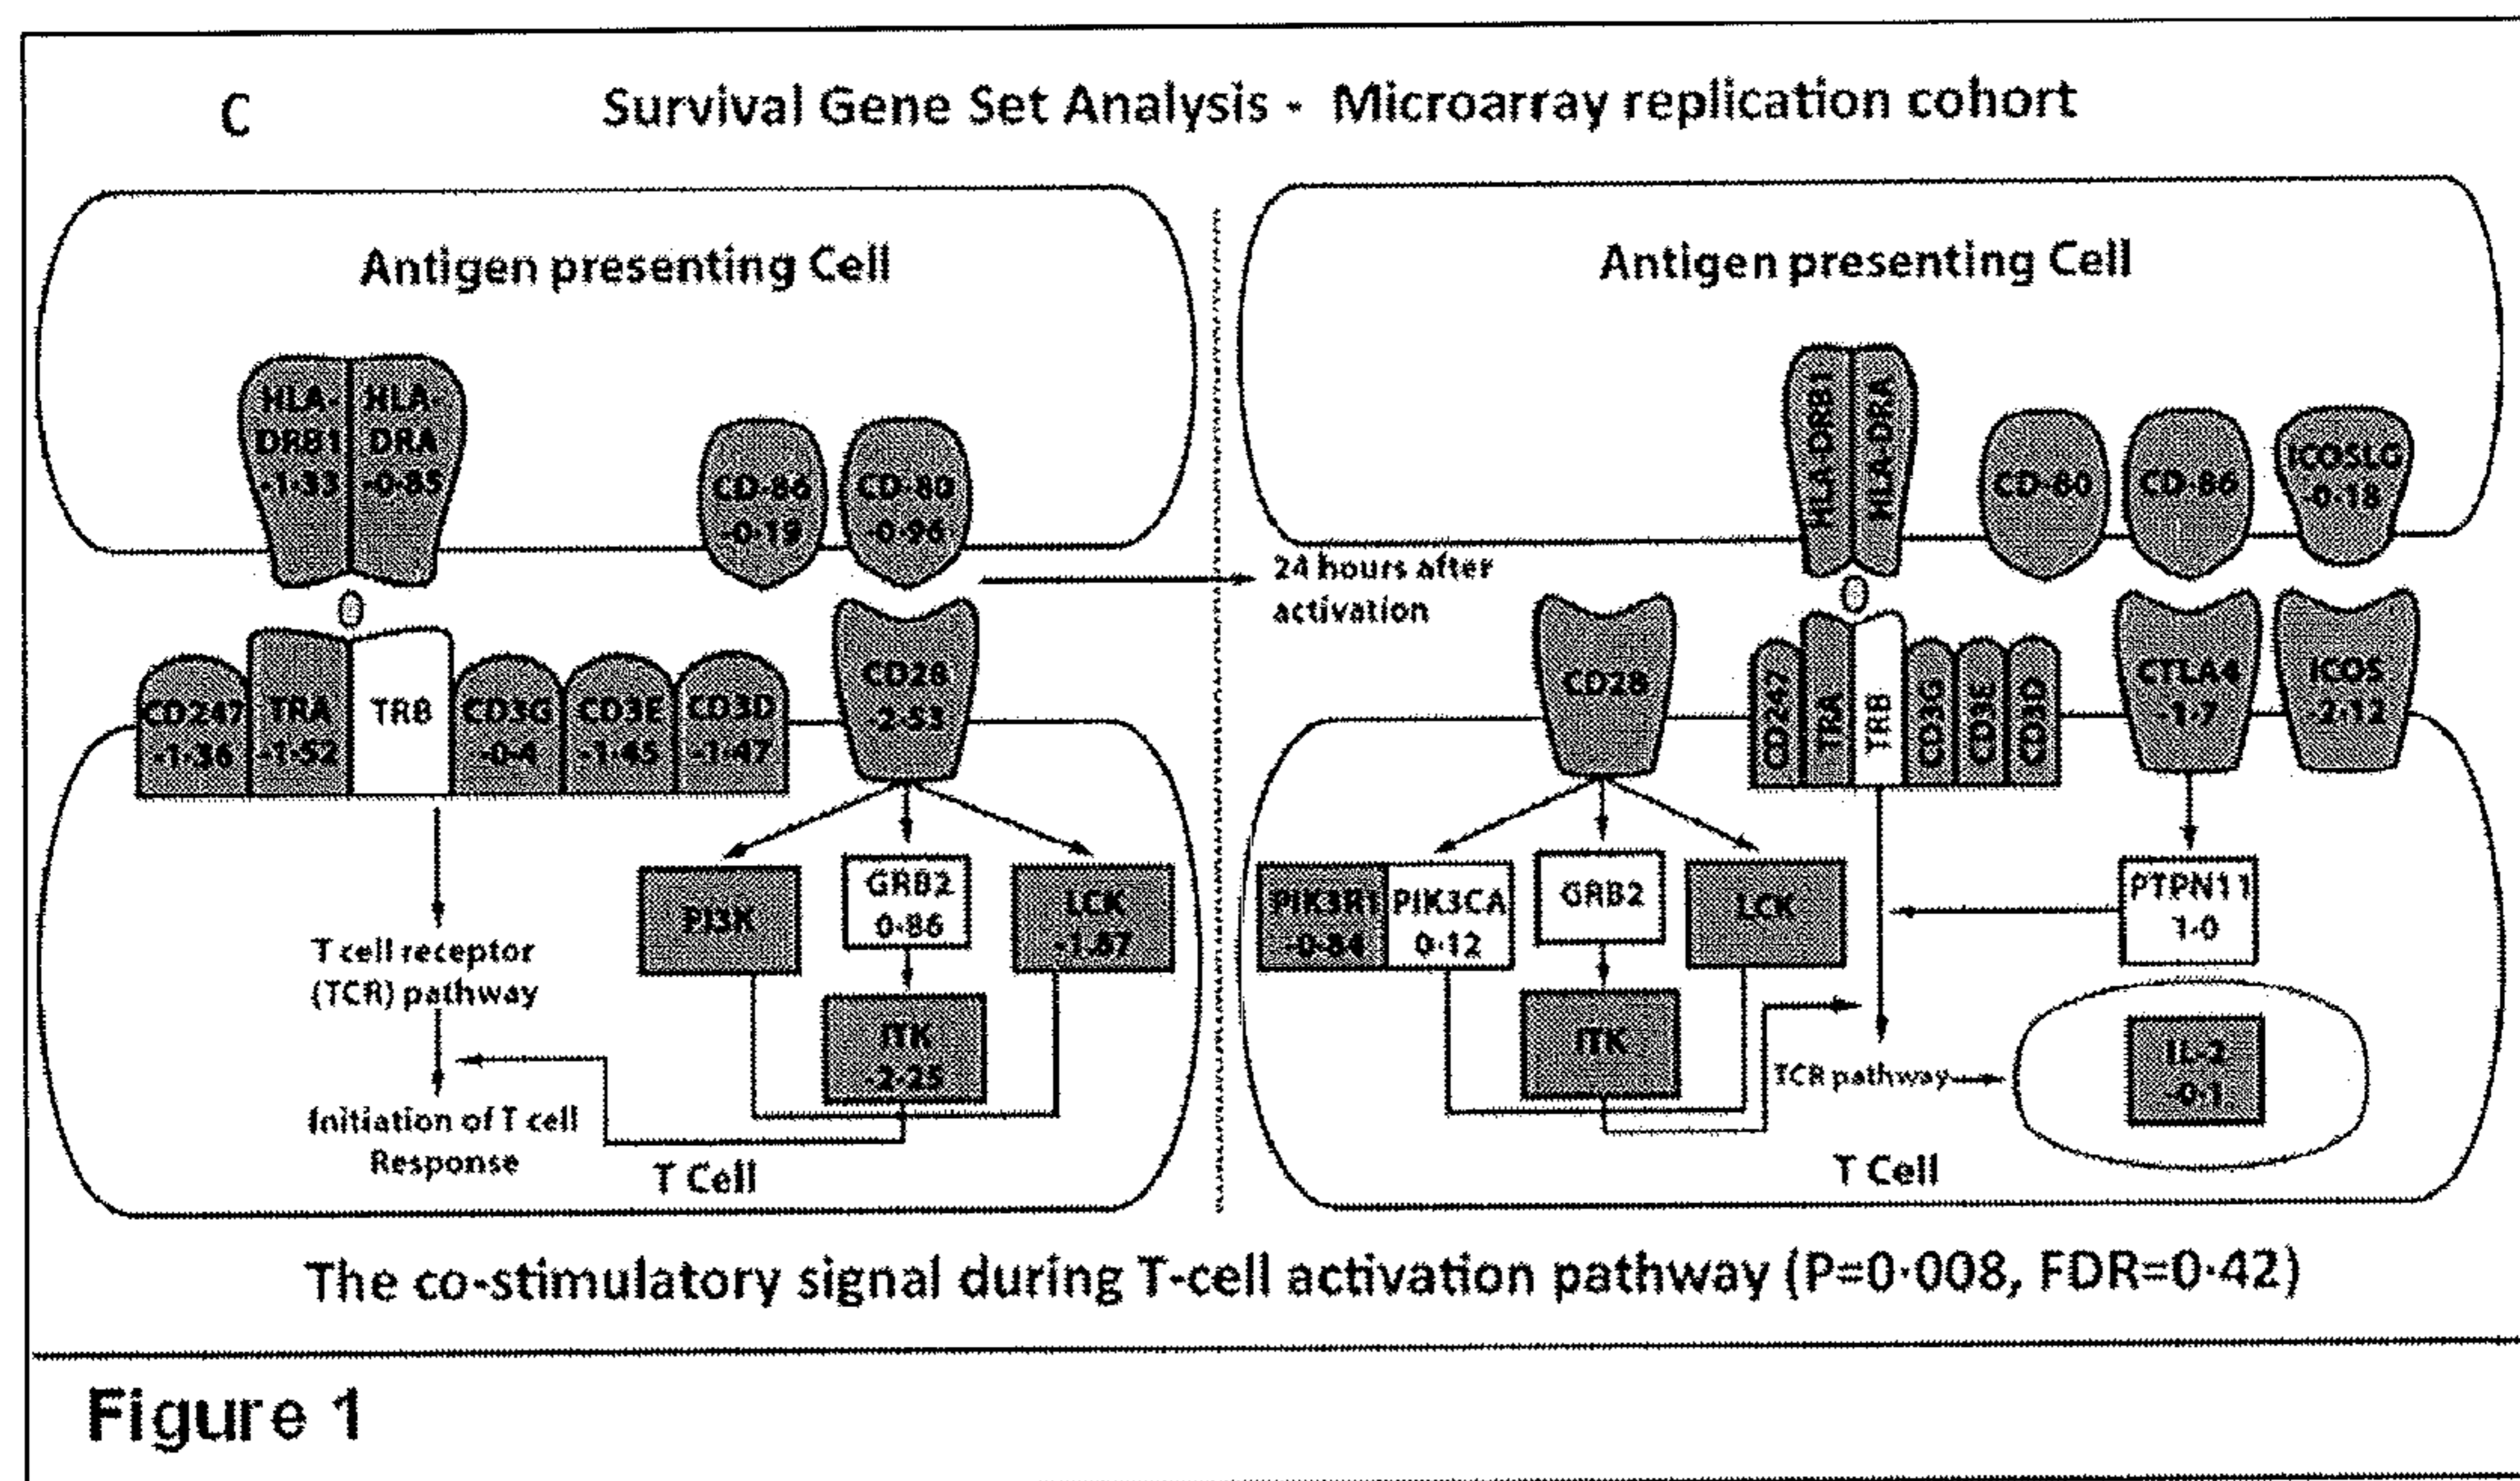 C
Survival Gene Set Analysis - Microarray replication cohort
Antigen presenting Cell
HLA-
DRB1
-1·33
HLA-
DRA
-0·85
CD-86
-0·19
CD-80
-0·96
24 hours after
activation
CD247
-1·36
TRA
-1·52
TRB
CD3G
-0·4
CD3E
-1·45
CD3D
-1·47
CD28
-2·53
PI3K
GRB2
0·86
LCK
-1.87
ITK
-2·25
T cell receptor
(TCR) pathway
Initiation of T cell
Response
T Cell
Antigen presenting Cell
HLA-DRB1
HLA-DRA
CD-80
CD-86
ICOSLG
-0·18
CD28
CD247
TRA
TRB
CD3G
CD3E
CD3D
CTLA4
-1·7
ICOS
-2·12
PIK3R1
-0·84
PIK3CA
0·12
GRB2
LCK
PTPN11
1·0
ITK
TCR pathway
IL-2
-0·1
T Cell
The co-stimulatory signal during T-cell activation pathway (P=0·008, FDR=0·42)
Figure 1